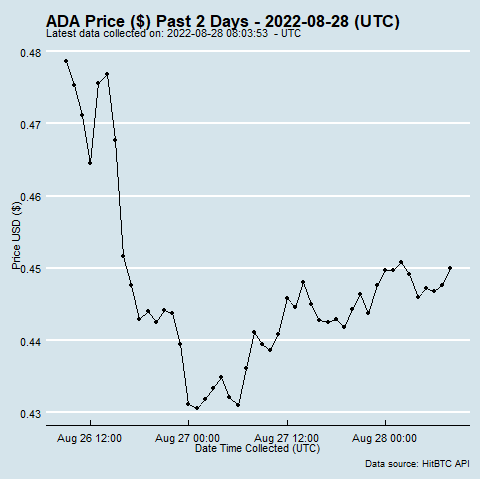 ADA Price ($) Past 2 Days - 2022-08-28 (UTC)
Latest data collected on: 2022-08-28 08:03:53 - UTC
0.48
0.47
0.46
0.45
0.44
0.43
Price USD ($)
Aug 26 12:00 Aug 27 00:00 Aug 27 12:00 Aug 28 00:00
Date Time Collected (UTC)
Data source: HitBTC API